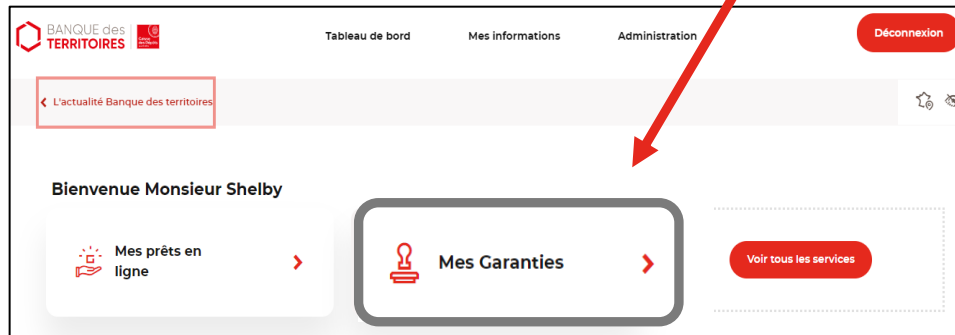 BANQUE des
TERRITOIRES
Tableau de bord
Mes informations
Administration
Déconnexion
L'actualité Banque des territoires
Bienvenue Monsieur Shelby
Mes prêts en
ligne
Mes Garanties
Voir tous les services